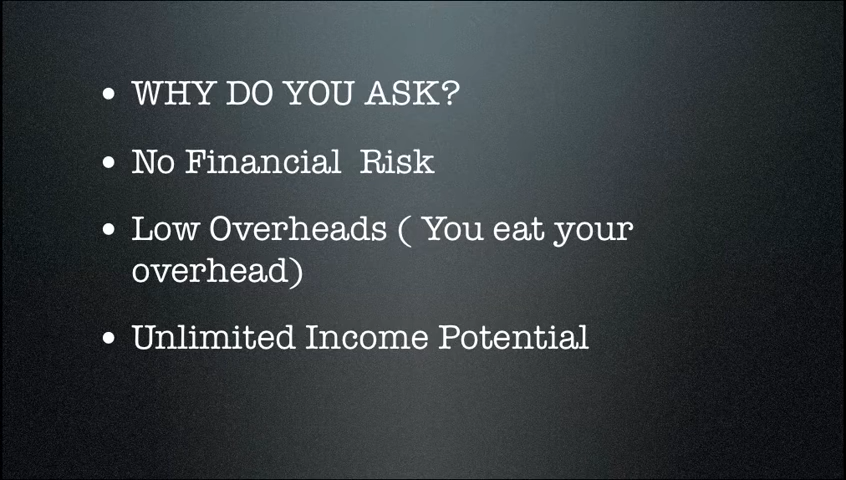 • WHY DO YOU ASK?
• No Financial  Risk
• Low Overheads ( You eat your
overhead)
• Unlimited Income Potential